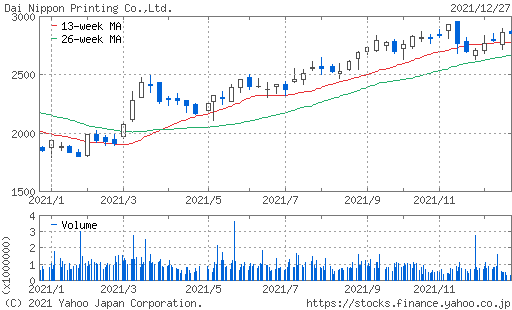 Dai Nippon Printing Co.,Ltd. 2021/12/27
3000
13-week MA
26-week MA
2500
2000
1500
2021/1 2021/3 2021/5 2021/7 2021/9 2021/11
4
Volume
3
2
1
0
(x1000000)
2021/1 2021/3 2021/5 2021/7 2021/9 2021/11
(C) 2021 Yahoo Japan Corporation. https://stocks.finance.yahoo.co.jp/